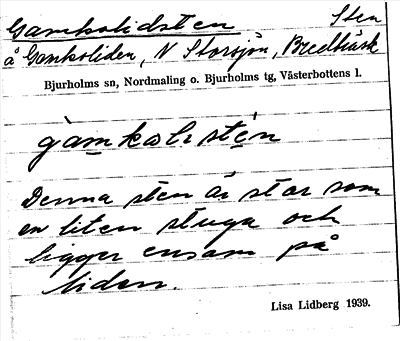 Gamkolidsten Sten
å Gamkoliden, N Storsjön, Bredträsk
Bjurholms sn, Nordmaling o. Bjurholms tg, Västerbottens l.
Denna sten är stor som
en liten stuga och
ligger ensam på
liden.
Lisa Lidberg 1939.